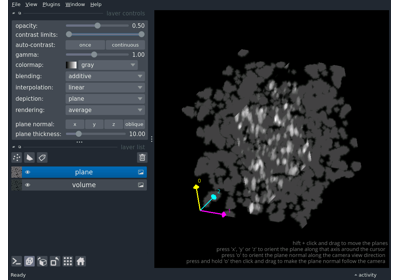 File View Plugins Window Help
layer controls
opacity: 0.50
contrast limits:
auto-contrast: once continuous
gamma: 1.00
colormap: gray
blending: additive
interpolation: linear
depiction: plane
rendering: average
plane normal: x y z oblique
plane thickness: 10.00
layer list
plane
volume
0
hift + click and drag to move the planes
press 'x', 'y' or 'z' to orient the plane along that axis around the cursor
press 'o' to orient the plane normal along the camera view direction
press and hold 'o' then click and drag to make the plane normal follow the camera
Ready
activity